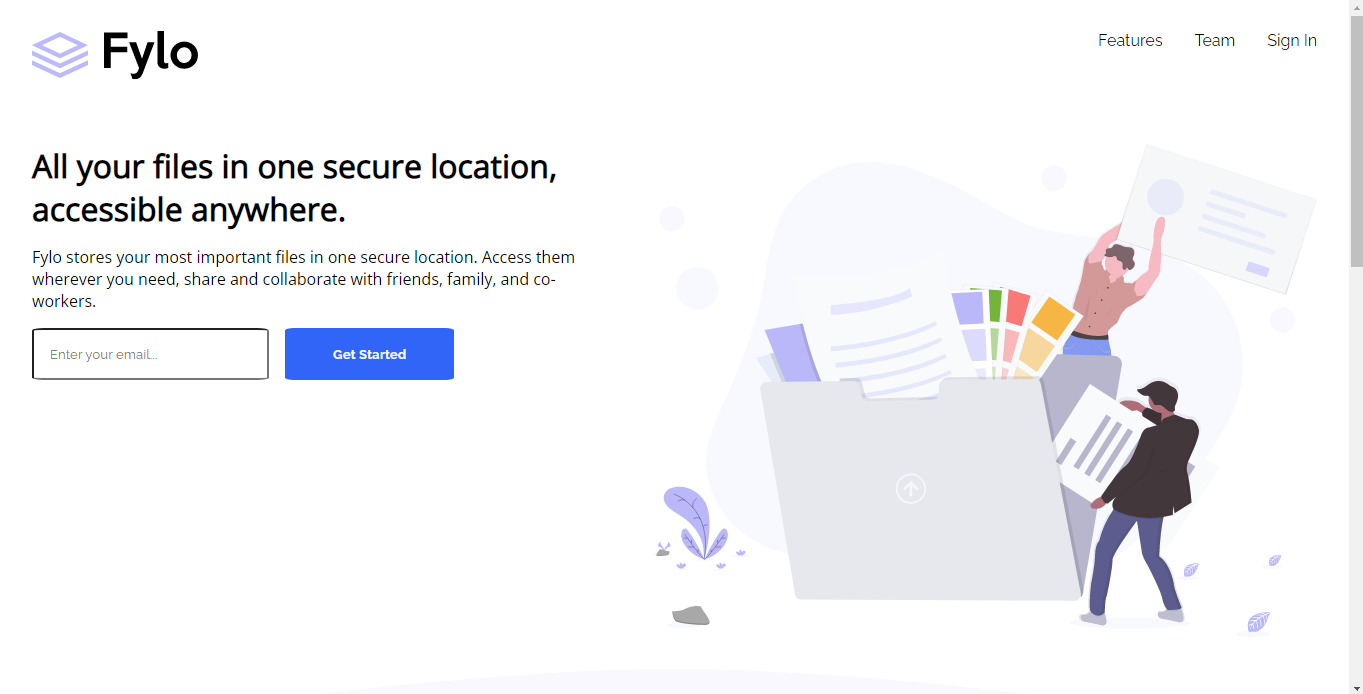 Fylo
Features
Team
Sign In
All your files in one secure location,
accessible anywhere.
Fylo stores your most important files in one secure location. Access them
wherever you need, share and collaborate with friends, family, and co-
workers.
Enter your email...
Get Started